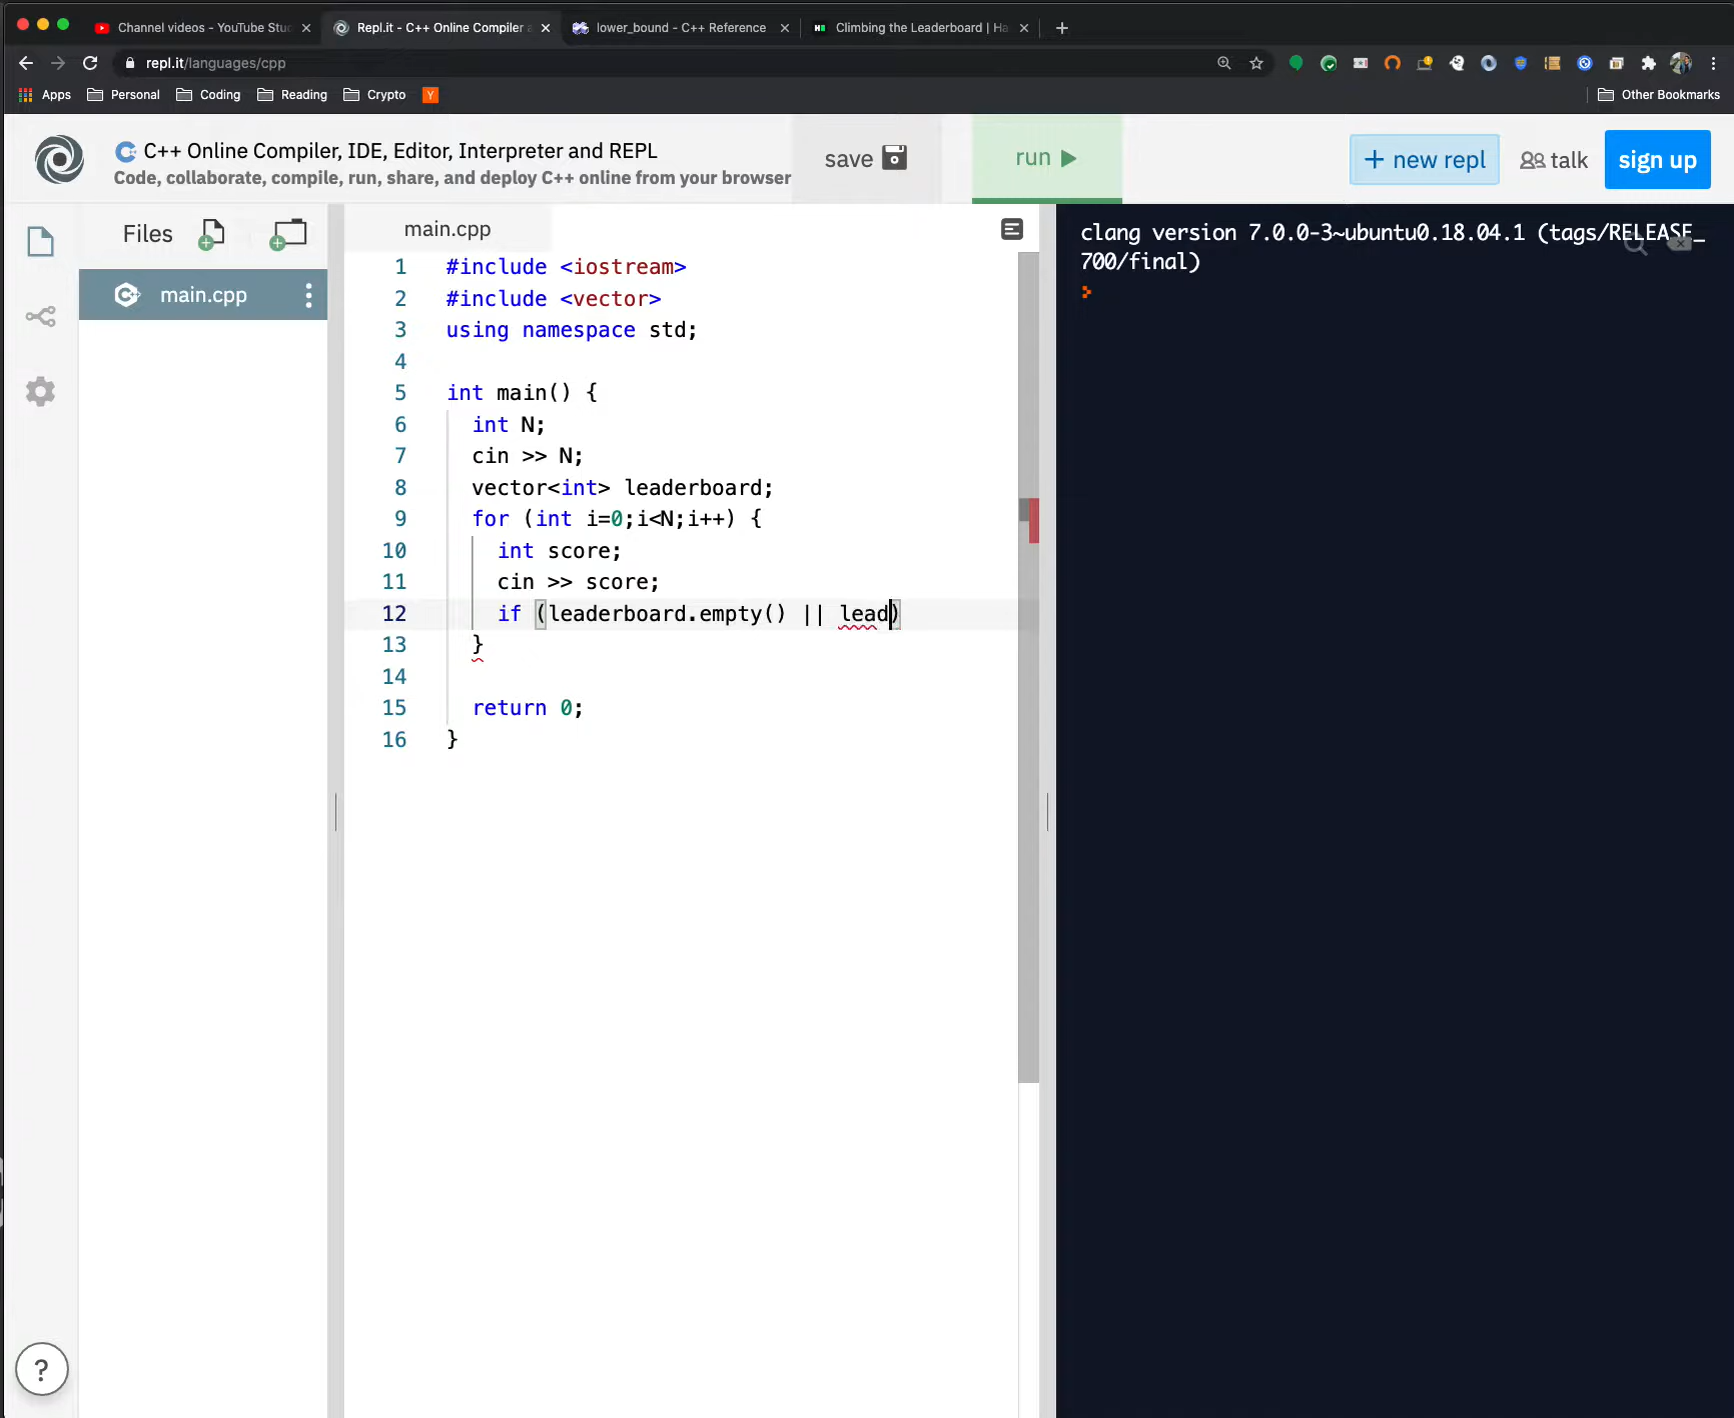 Channel videos - YouTube Stu
Repl.it - C++ Online Compiler a
lower_bound - C++ Reference
Climbing the Leaderboard | Ha
repl.it/languages/cpp
Apps
Personal
Coding
Reading
Crypto
Y
Other Bookmarks
C++ Online Compiler, IDE, Editor, Interpreter and REPL
Code, collaborate, compile, run, share, and deploy C++ online from your browser
save
run
+ new repl
talk
sign up
Files
main.cpp
main.cpp
1 #include <iostream>
2 #include <vector>
3 using namespace std;
4
5 int main() {
6 int N;
7 cin >> N;
8 vector<int> leaderboard;
9 for (int i=0;i<N;i++) {
10 int score;
11 cin >> score;
12 if (leaderboard.empty() || lead)
13 }
14
15 return 0;
16 }
clang version 7.0.0-3~ubuntu0.18.04.1 (tags/RELEASE_
700/final)
>
?